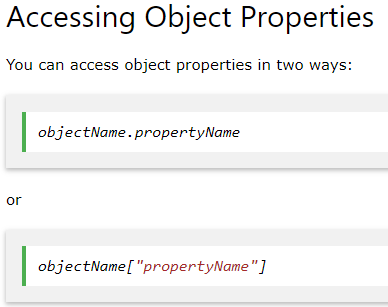 Accessing Object Properties
You can access object properties in two ways:
objectName.propertyName
or
objectName["propertyName"]